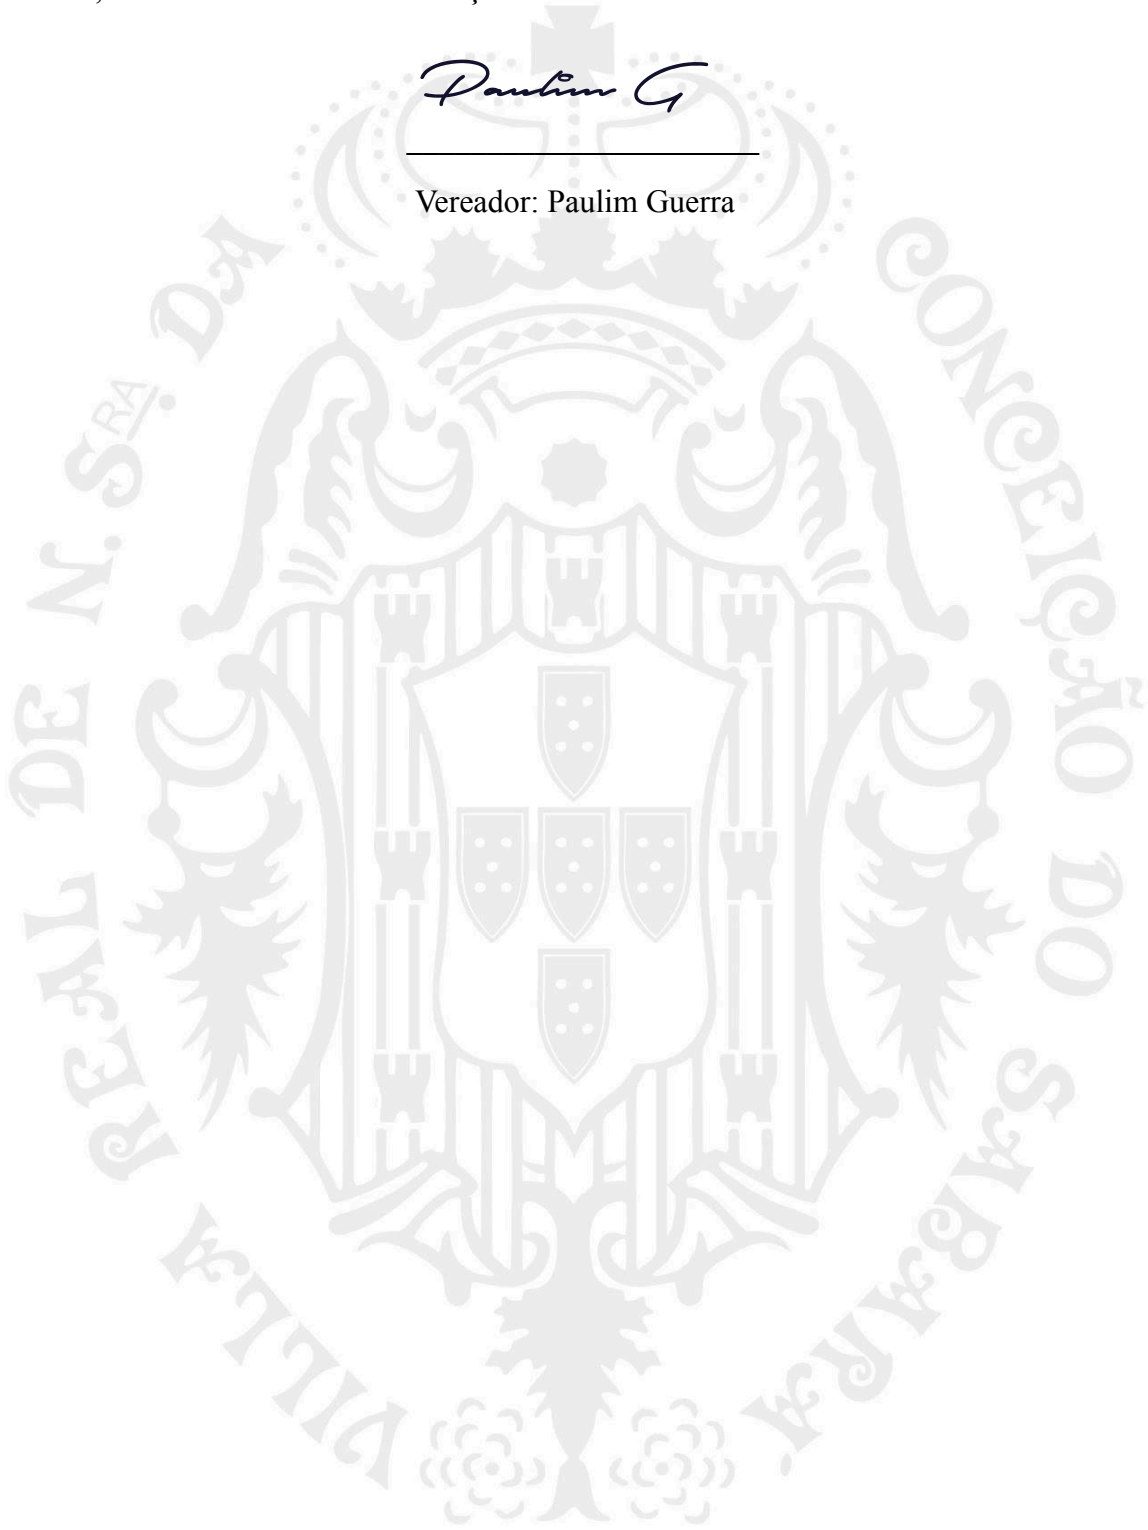 Paulim G
Vereador: Paulim Guerra
VILLA REAL DE N. SRA. DA CONCEIÇÃO DO SABARÁ